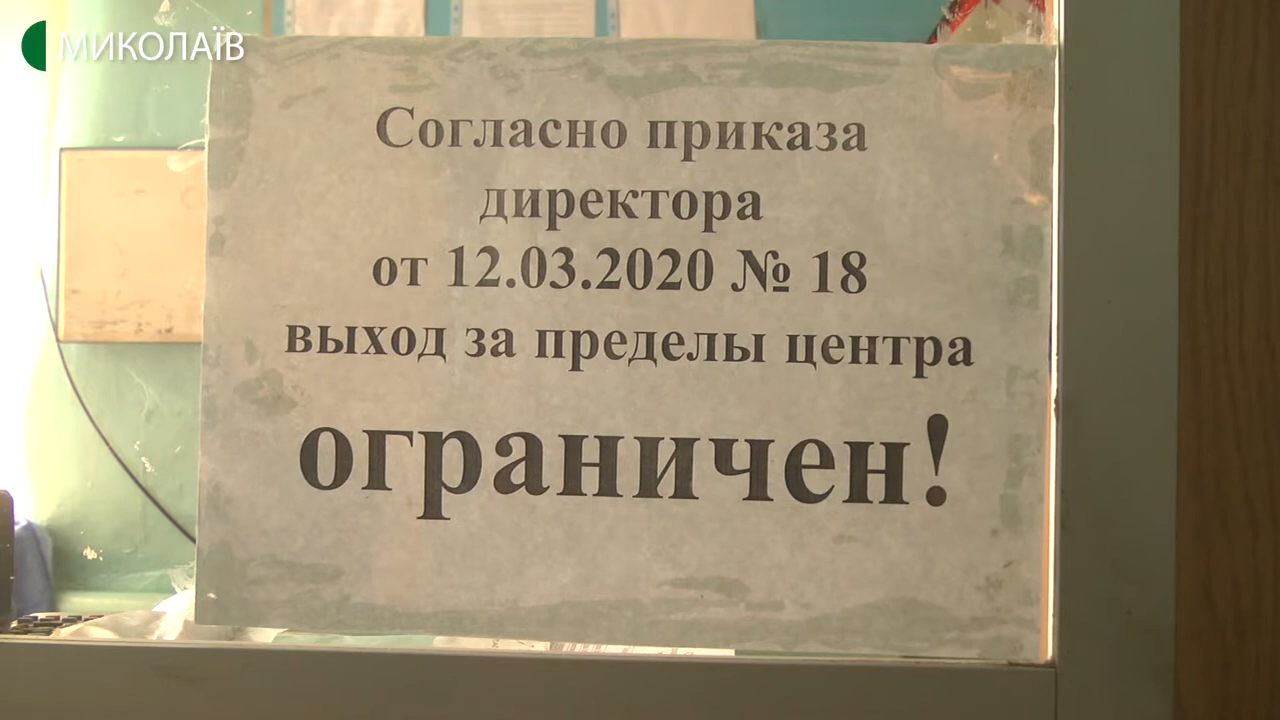 МИКОЛАЇВ
Согласно приказа
директора
от 12.03.2020 № 18
выход за пределы центра
ограничен!